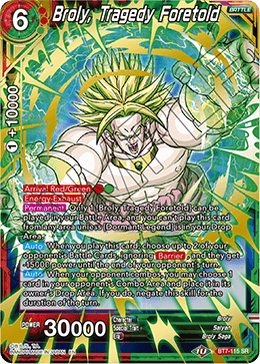 6 Broly, Tragedy Foretold
BATTLE
1 +10000
Arrival Red/Green
Energy-Exhaust
Permanent Only 1 [Broly, Tragedy Foretold] can be
played in your Battle Area, and you can't play this card
from any area unless [Dormant Legend] is in your Drop
Area.
Auto When you play this card, choose up to 2 of your
opponent's Battle Cards, ignoring Barrier, and they get
-15000 power until the end of your opponent's turn.
Auto When your opponent combos, you may choose 1
card in your opponent's Combo Area and place it in its
owner's Drop Area. If you do, negate this skill for the
duration of the turn.
POWER 30000
Character
Broly
Special Trait
Saiyan
Era
BT7-115 SR